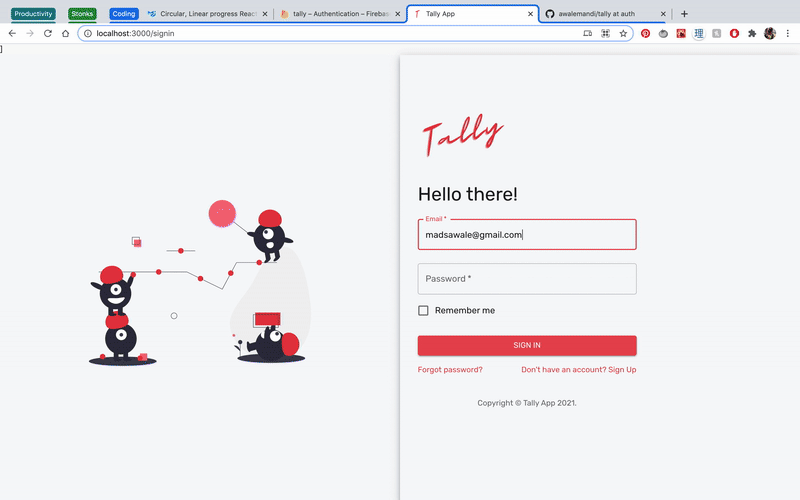 Productivity
Stonks
Coding
Circular, Linear progress Reac
tally – Authentication – Fireba
Tally App
awalemandi/tally at auth
localhost:3000/signin
]
Tally
Hello there!
Email *
madsawale@gmail.com
Password *
Remember me
SIGN IN
Forgot password?
Don't have an account? Sign Up
Copyright © Tally App 2021.